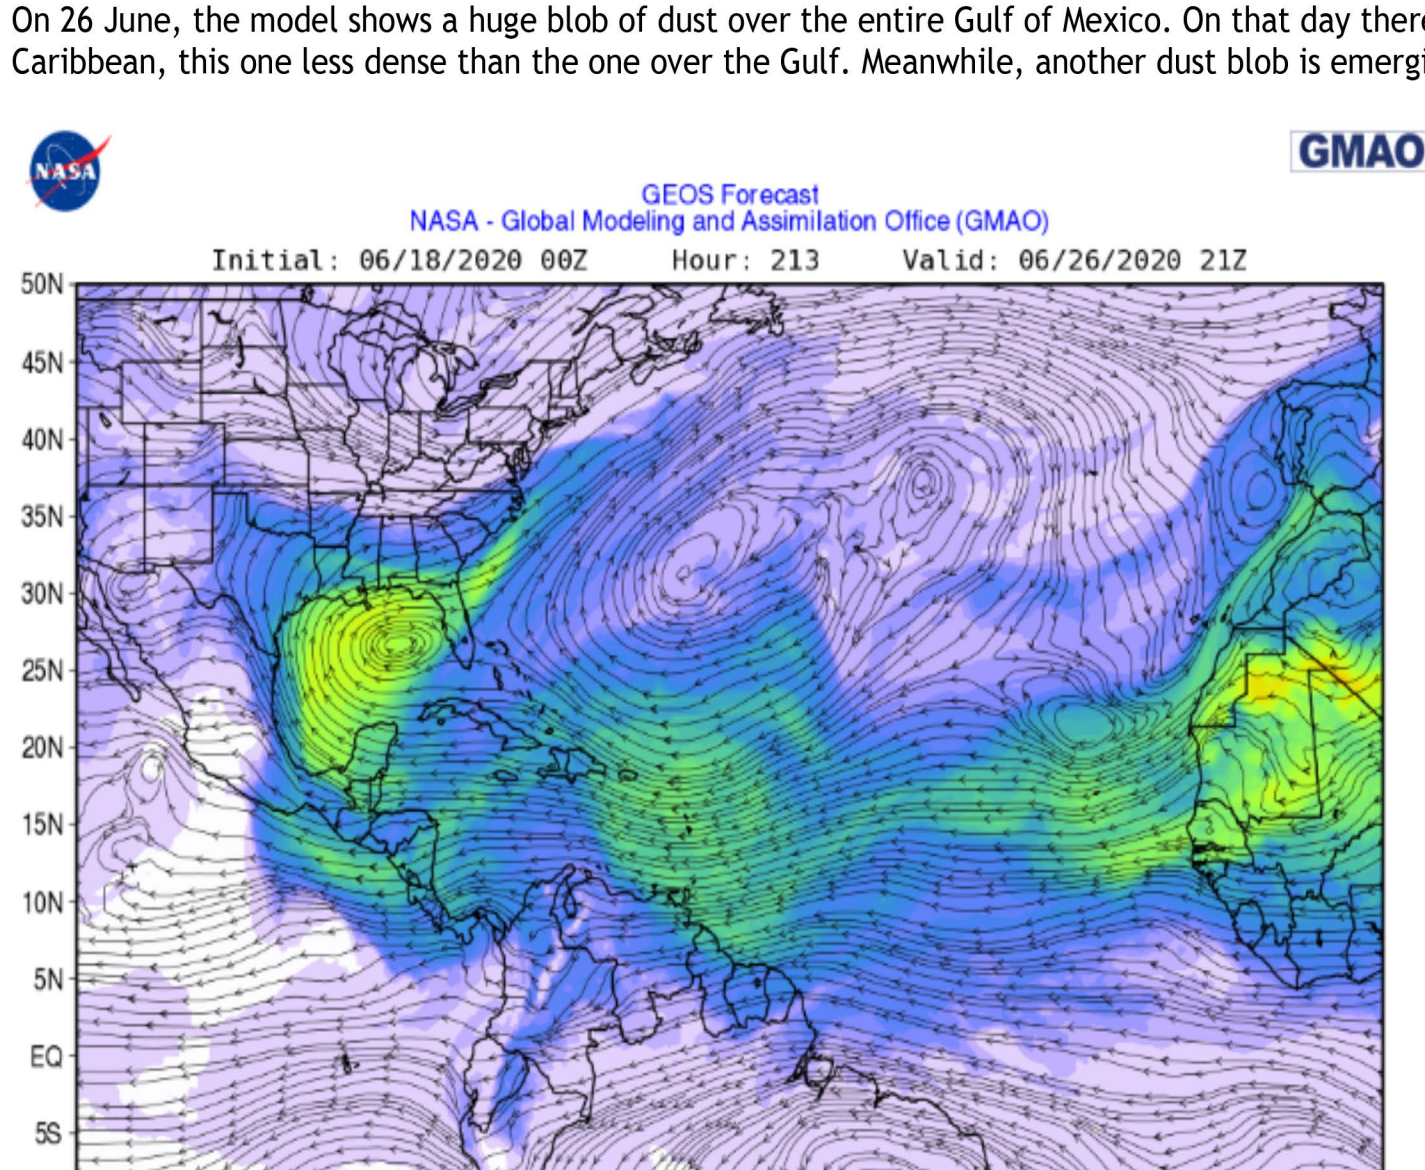 On 26 June, the model shows a huge blob of dust over the entire Gulf of Mexico. On that day there
Caribbean, this one less dense than the one over the Gulf. Meanwhile, another dust blob is emergi
NASA
GMAO
GEOS Forecast
NASA - Global Modeling and Assimilation Office (GMAO)
Initial: 06/18/2020 00Z Hour: 213 Valid: 06/26/2020 21Z
50N
45N
40N
35N
30N
25N
20N
15N
10N
5N
EQ
5S